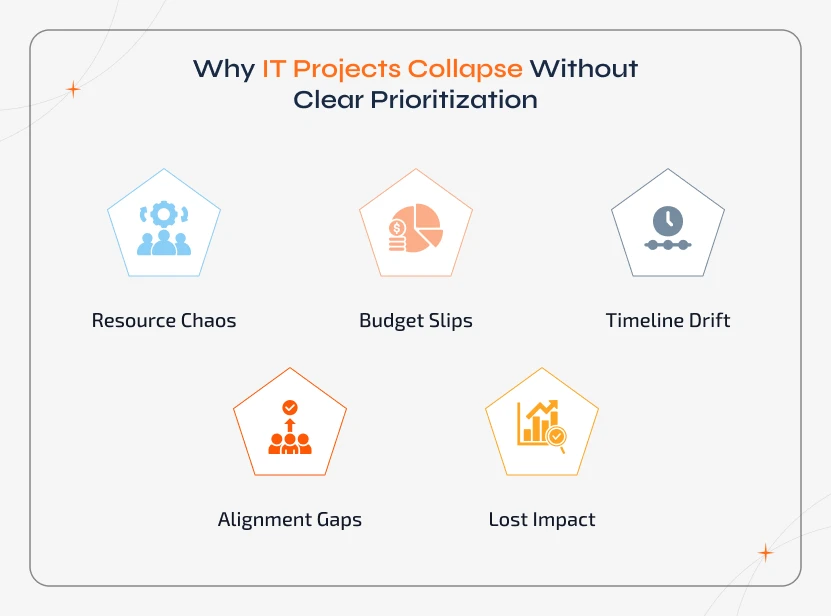 Why IT Projects Collapse Without
Clear Prioritization
Resource Chaos
Budget Slips
Timeline Drift
Alignment Gaps
Lost Impact